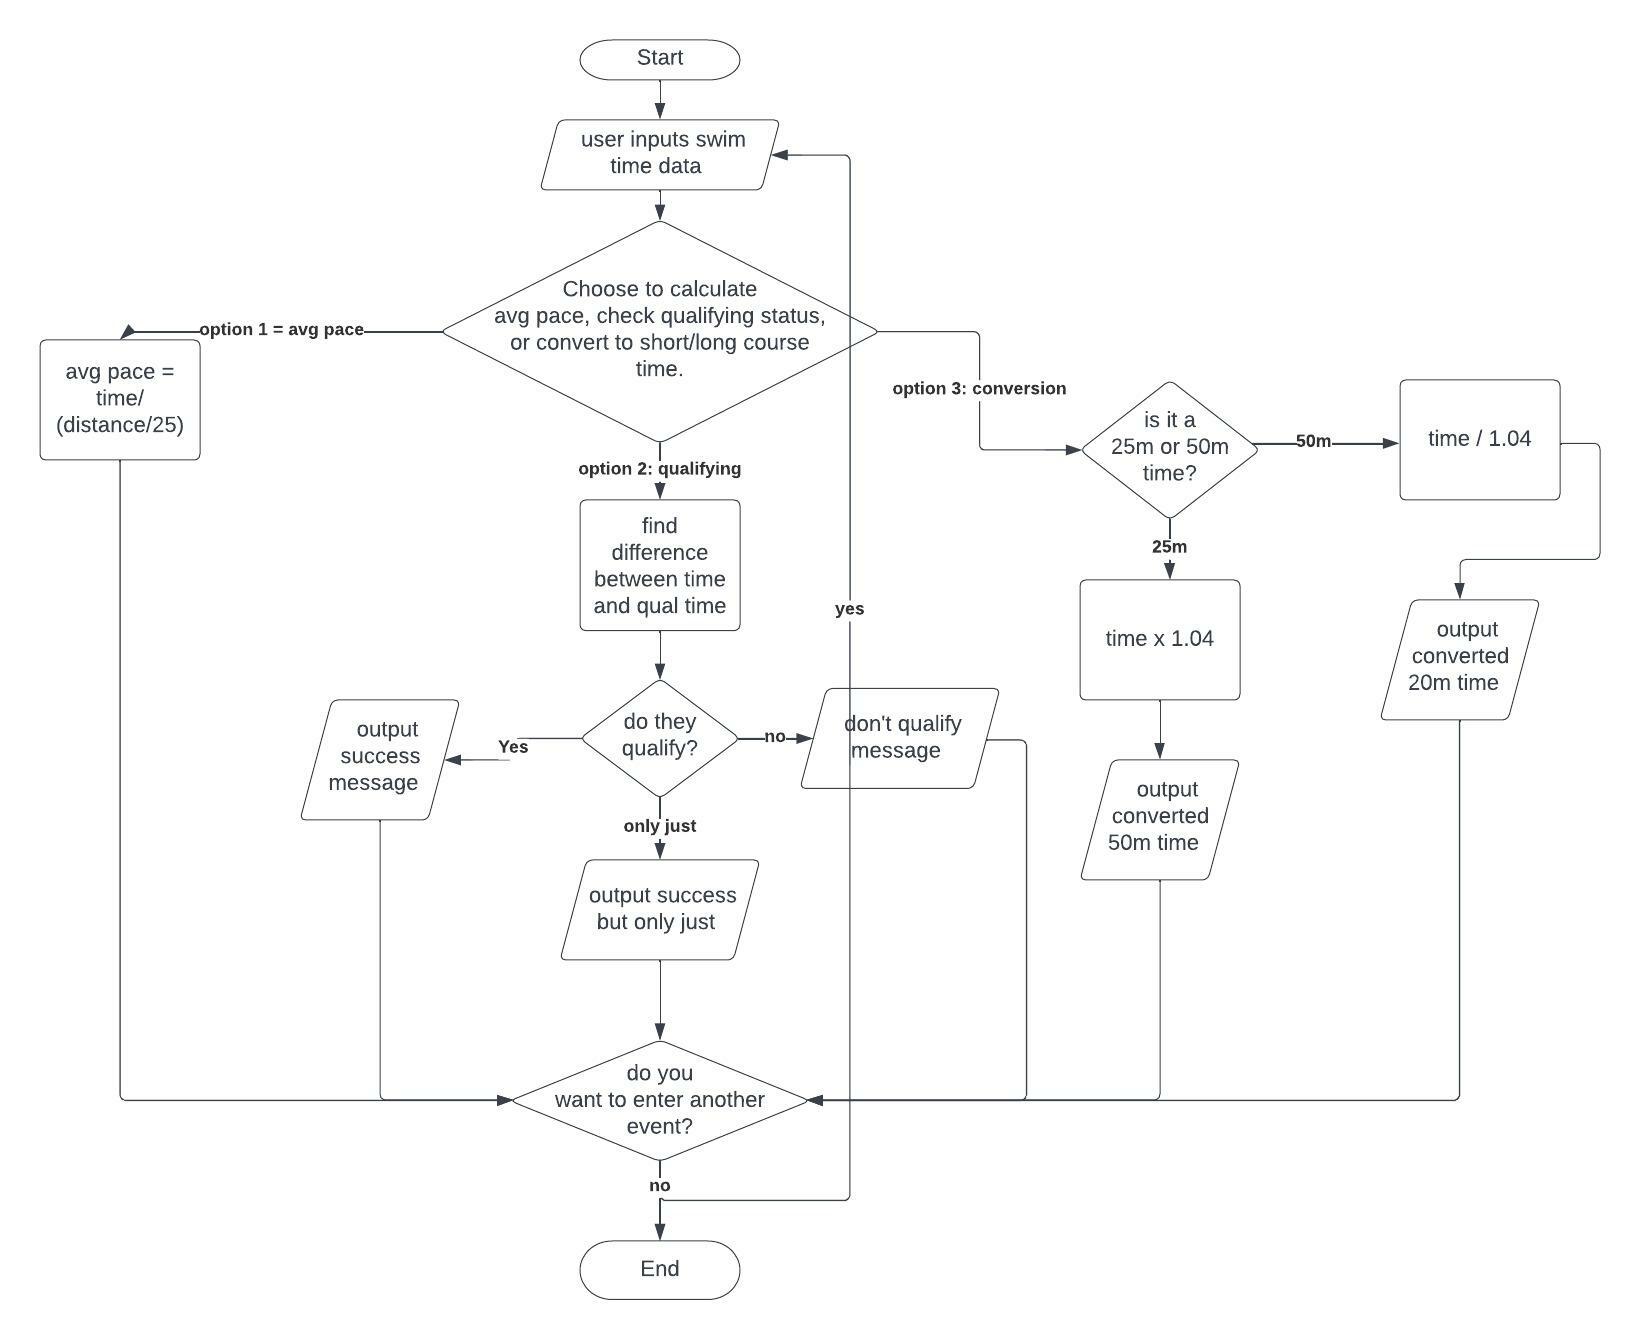 Start
user inputs swim
time data
Choose to calculate
avg pace, check qualifying status,
or convert to short/long course
time.
option 1 = avg pace
avg pace =
time/
(distance/25)
option 3: conversion
is it a
25m or 50m
time?
50m
time / 1.04
option 2: qualifying
find
difference
between time
and qual time
25m
time x 1.04
yes
output
converted
20m time
output
success
message
Yes
do they
qualify?
no
don't qualify
message
output
converted
50m time
only just
output success
but only just
do you
want to enter another
event?
no
End